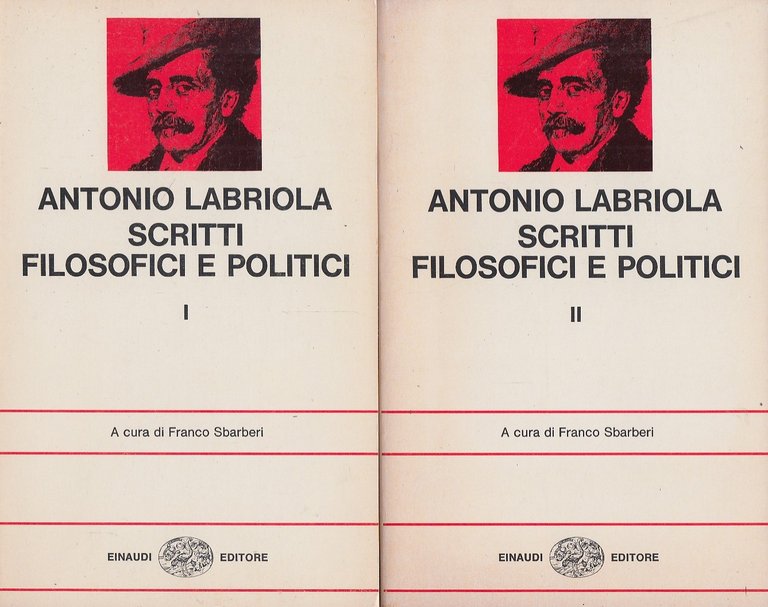 ANTONIO LABRIOLA
SCRITTI
FILOSOFICI E POLITICI
I
A cura di Franco Sbarberi
EINAUDI EDITORE
ANTONIO LABRIOLA
SCRITTI
FILOSOFICI E POLITICI
II
A cura di Franco Sbarberi
EINAUDI EDITORE